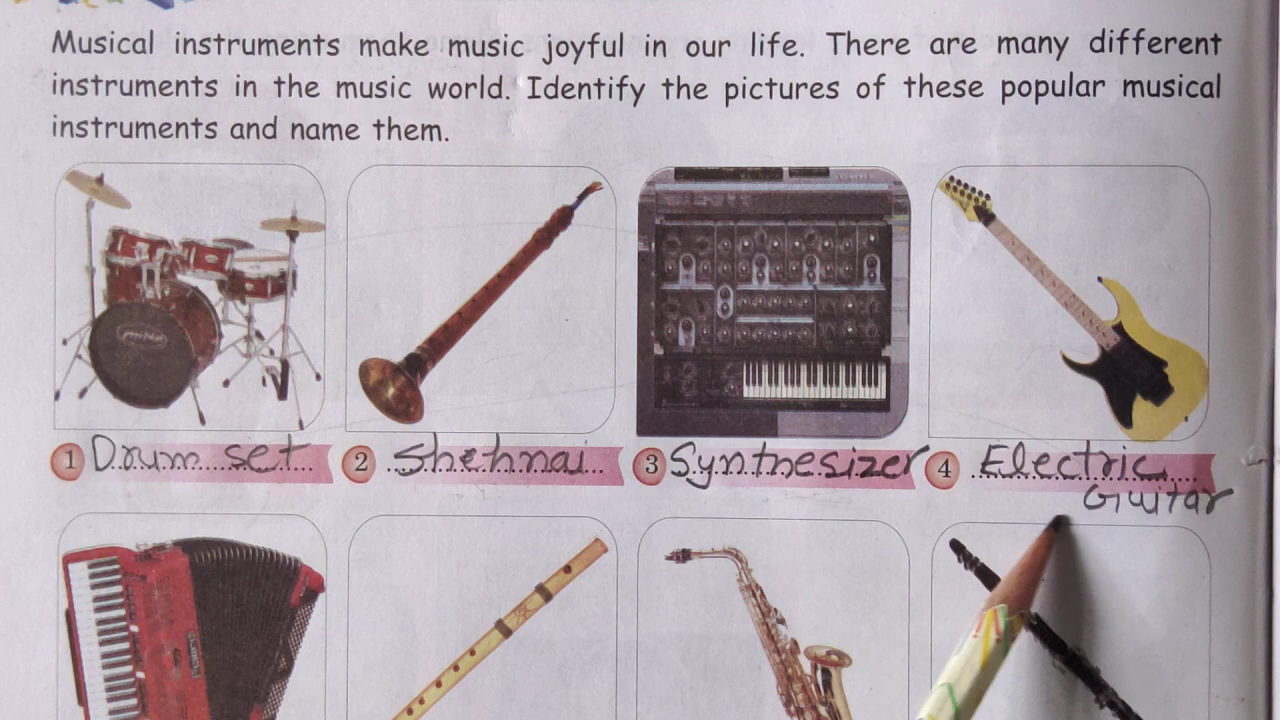 Musical instruments make music joyful in our life. There are many different
instruments in the music world. Identify the pictures of these popular musical
instruments and name them.
1 Drum set 2 Shehnai 3 Synthesizer 4 Electric
Guitar